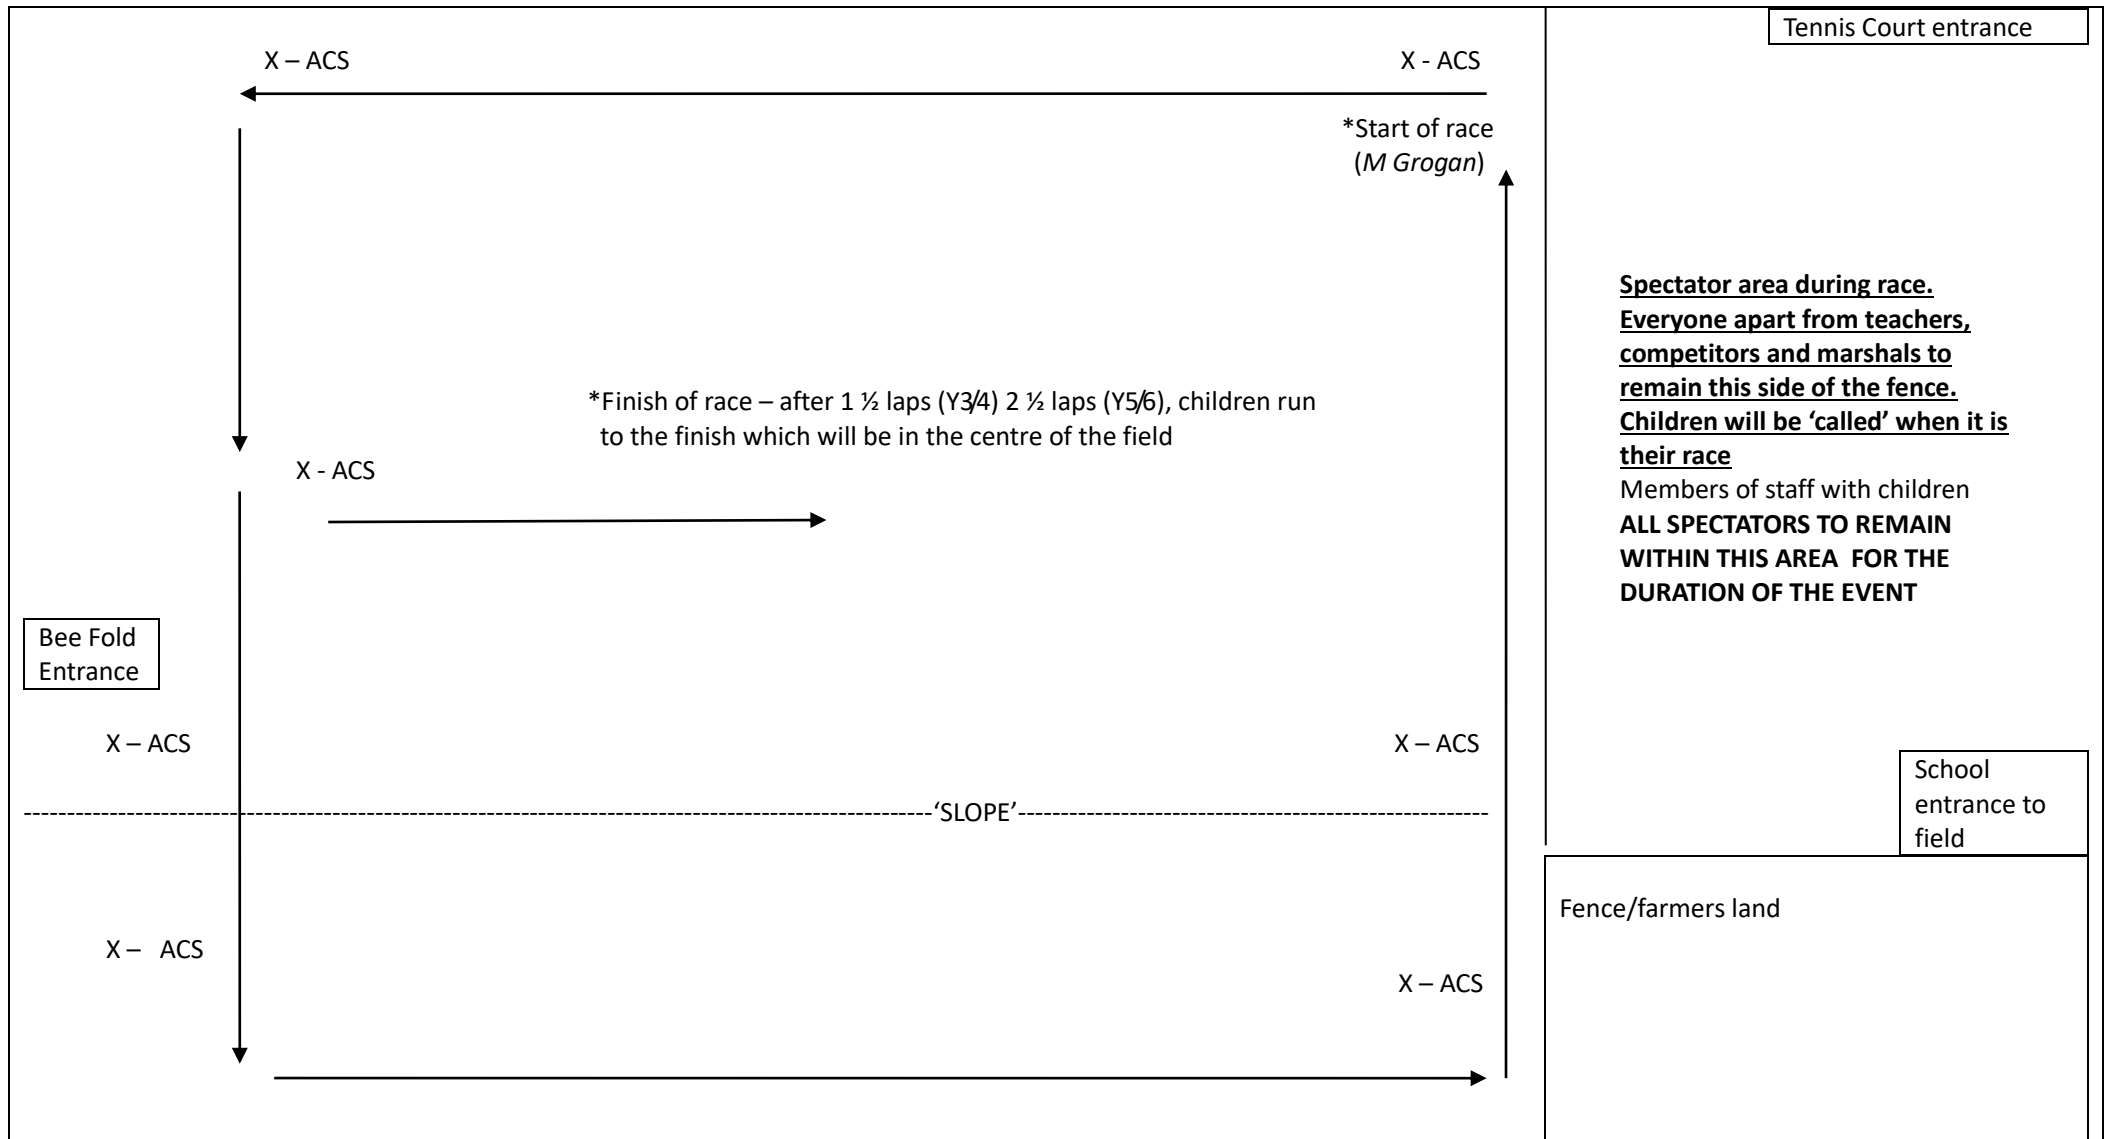 Tennis Court entrance
X – ACS
X - ACS
*Start of race
(M Grogan)
Spectator area during race.
Everyone apart from teachers,
competitors and marshals to
remain this side of the fence.
Children will be ‘called’ when it is
their race
Members of staff with children
ALL SPECTATORS TO REMAIN
WITHIN THIS AREA FOR THE
DURATION OF THE EVENT
*Finish of race – after 1 ½ laps (Y3/4) 2 ½ laps (Y5/6), children run
to the finish which will be in the centre of the field
X - ACS
Bee Fold
Entrance
X – ACS
X – ACS
School
entrance to
field
‘SLOPE’
Fence/farmers land
X – ACS
X – ACS